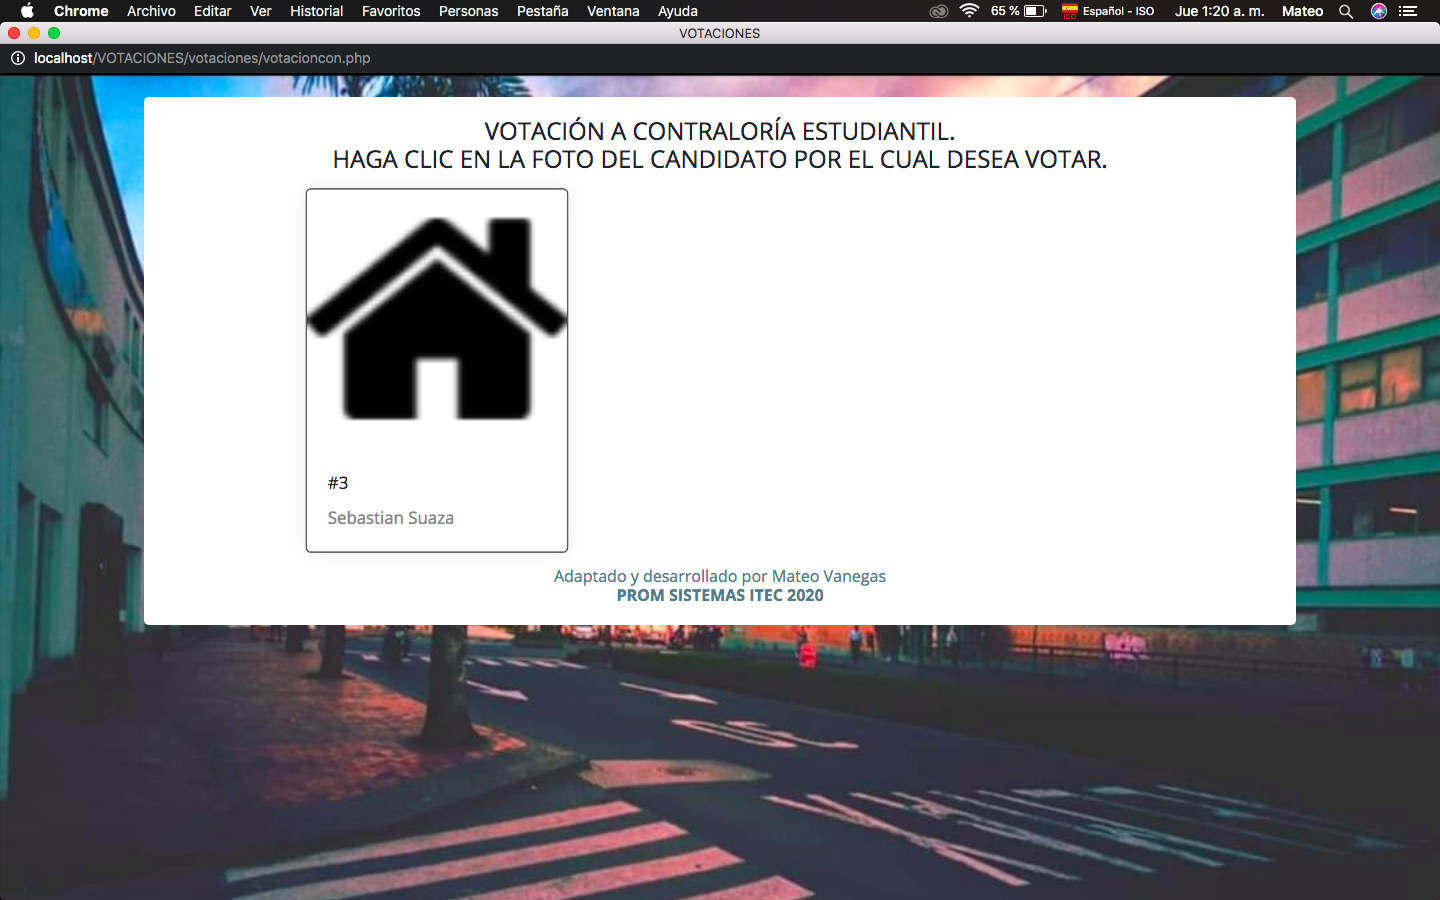 Chrome Archivo Editar Ver Historial Favoritos Personas Pestaña Ventana Ayuda 65 % Español - ISO Jue 1:20 a. m. Mateo
VOTACIONES
localhost/VOTACIONES/votaciones/votacioncon.php
VOTACIÓN A CONTRALORÍA ESTUDIANTIL.
HAGA CLIC EN LA FOTO DEL CANDIDATO POR EL CUAL DESEA VOTAR.
#3
Sebastian Suaza
Adaptado y desarrollado por Mateo Vanegas
PROM SISTEMAS ITEC 2020